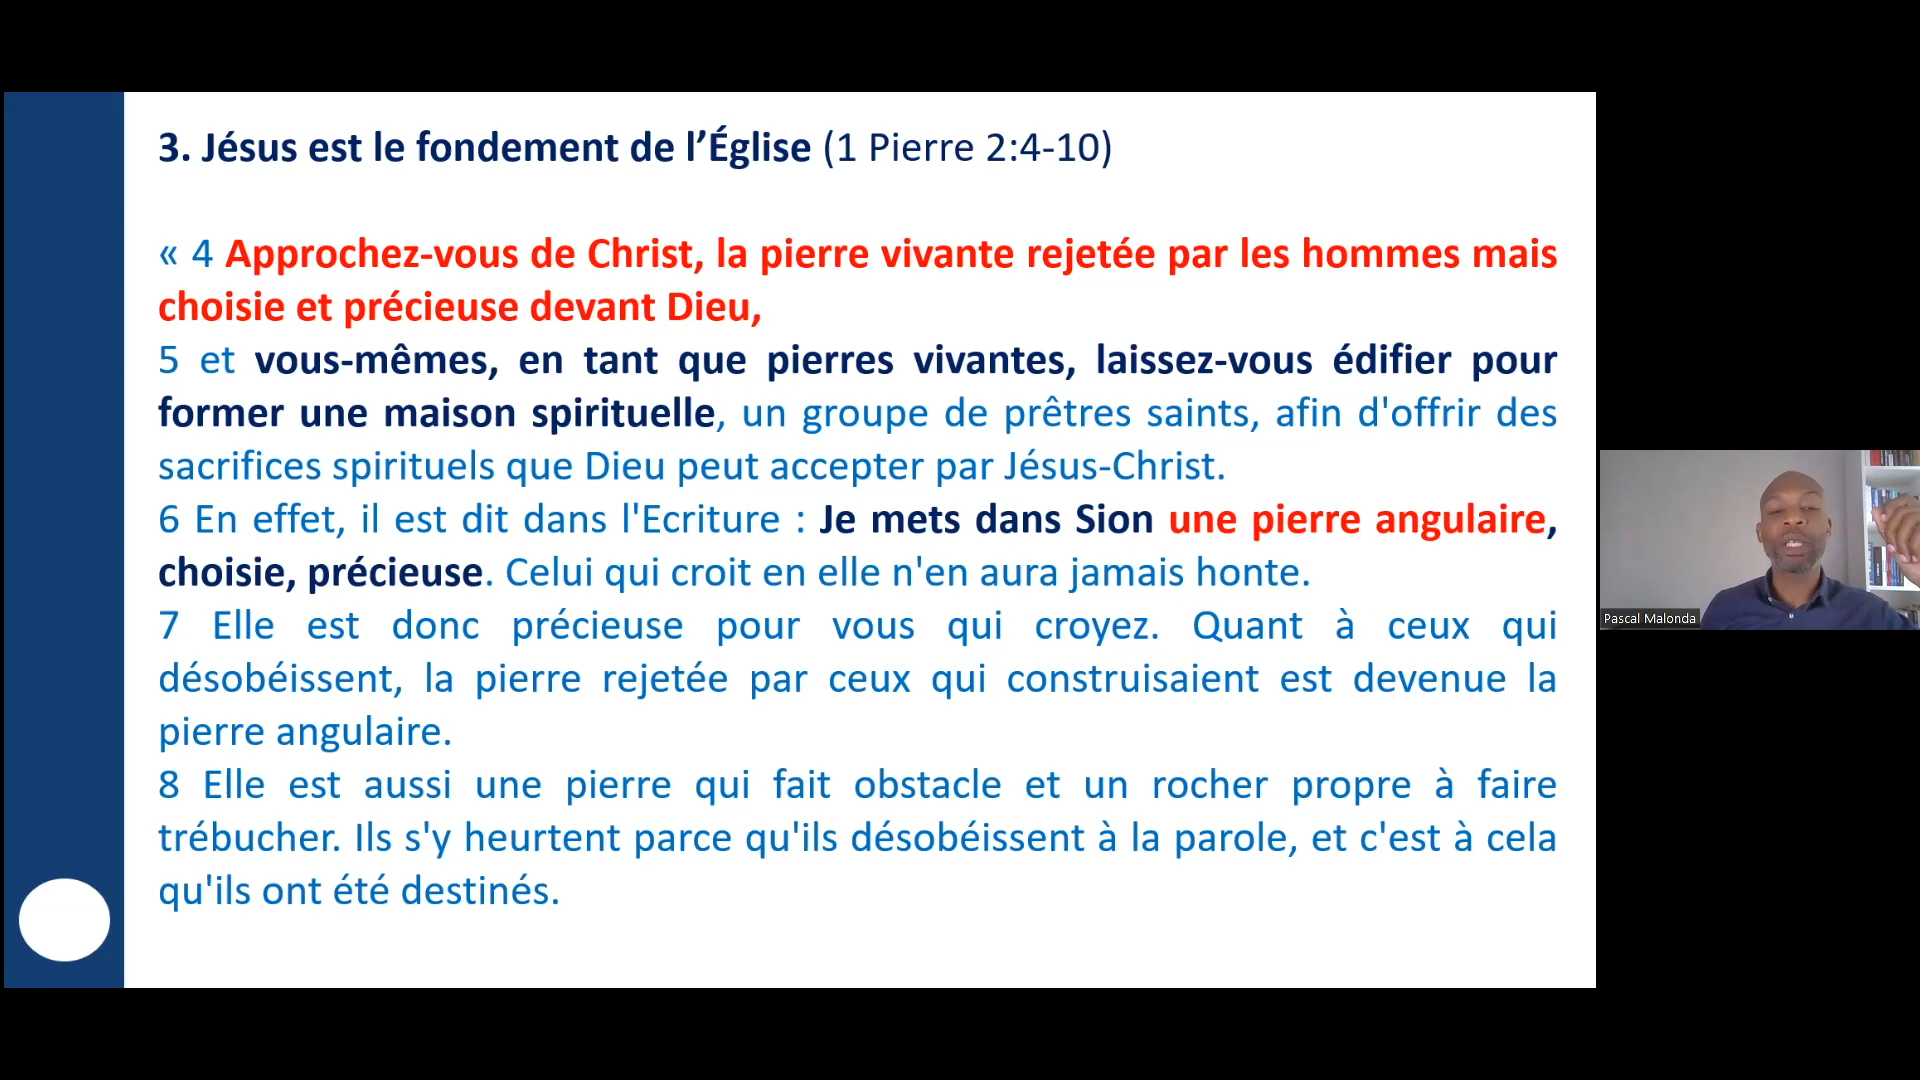 3. Jésus est le fondement de l’Église (1 Pierre 2:4-10)
« 4 Approchez-vous de Christ, la pierre vivante rejetée par les hommes mais
choisie et précieuse devant Dieu,
5 et vous-mêmes, en tant que pierres vivantes, laissez-vous édifier pour
former une maison spirituelle, un groupe de prêtres saints, afin d'offrir des
sacrifices spirituels que Dieu peut accepter par Jésus-Christ.
6 En effet, il est dit dans l'Ecriture : Je mets dans Sion une pierre angulaire,
choisie, précieuse. Celui qui croit en elle n'en aura jamais honte.
7 Elle est donc précieuse pour vous qui croyez. Quant à ceux qui
désobéissent, la pierre rejetée par ceux qui construisaient est devenue la
pierre angulaire.
8 Elle est aussi une pierre qui fait obstacle et un rocher propre à faire
trébucher. Ils s'y heurtent parce qu'ils désobéissent à la parole, et c'est à cela
qu'ils ont été destinés.
Pascal Malonda